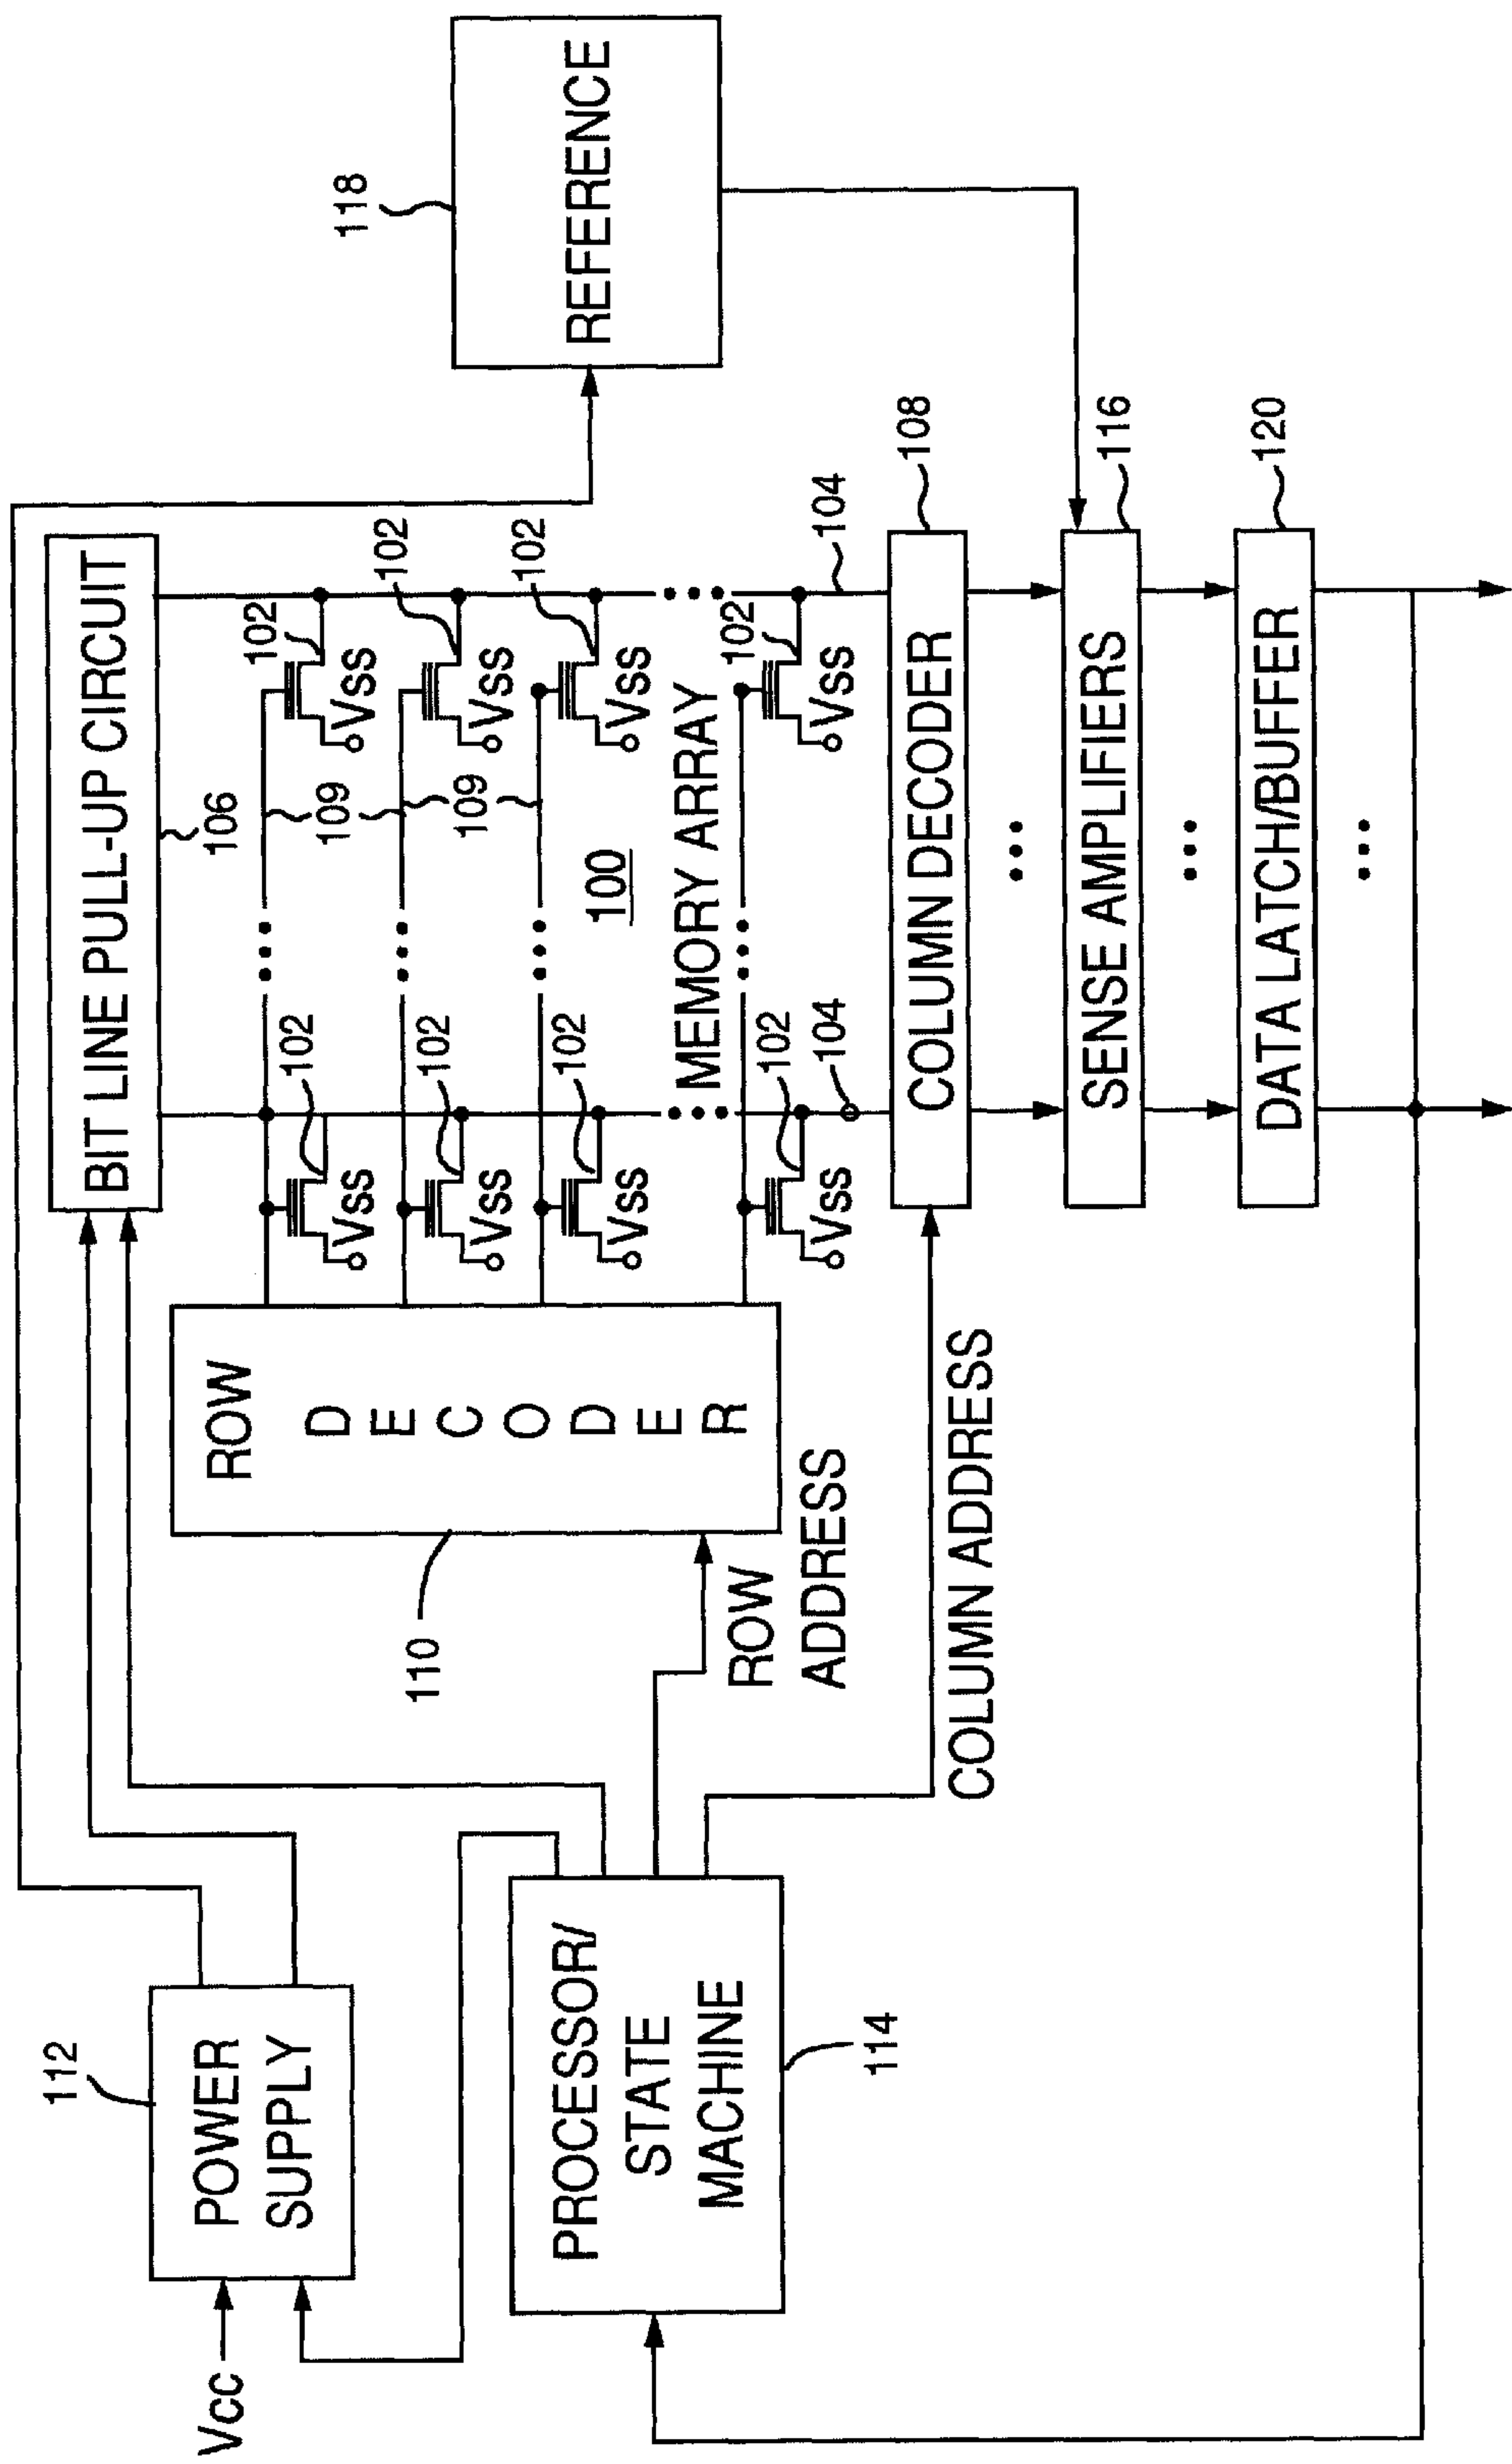 BIT LINE PULL-UP CIRCUIT
106
112
POWER
SUPPLY
Vcc
118
REFERENCE
ROW
D
E
C
O
D
E
R
110
ROW
ADDRESS
102
Vss
102
Vss
102
Vss
102
Vss
102
Vss
102
Vss
102
Vss
102
Vss
109
109
100
MEMORY ARRAY
104
104
PROCESSOR/
STATE
MACHINE
114
COLUMN ADDRESS
COLUMN DECODER
108
SENSE AMPLIFIERS
116
DATA LATCH/BUFFER
120